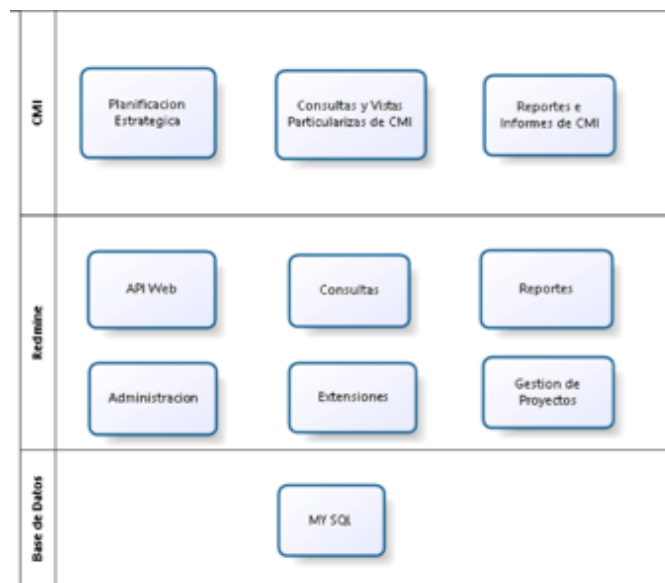 CMI
Planificacion
Estrategica
Consultas y Vistas
Particularizas de CMI
Reportes e
Informes de CMI
Redmine
API Web
Consultas
Reportes
Administracion
Extensiones
Gestion de
Proyectos
Base de Datos
MY SQL